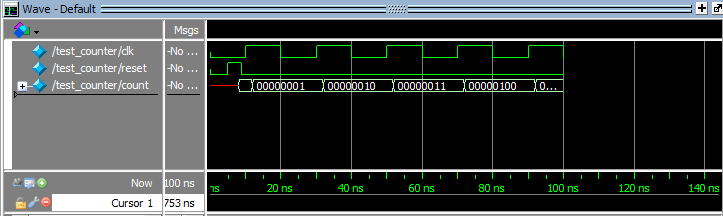 Wave - Default
Msgs
/test_counter/clk -No ...
/test_counter/reset -No ...
/test_counter/count -No ... 00000001 00000010 00000011 00000100 0...
Now 100 ns 20 ns 40 ns 60 ns 80 ns 100 ns 120 ns 140 ns
Cursor 1 753 ns